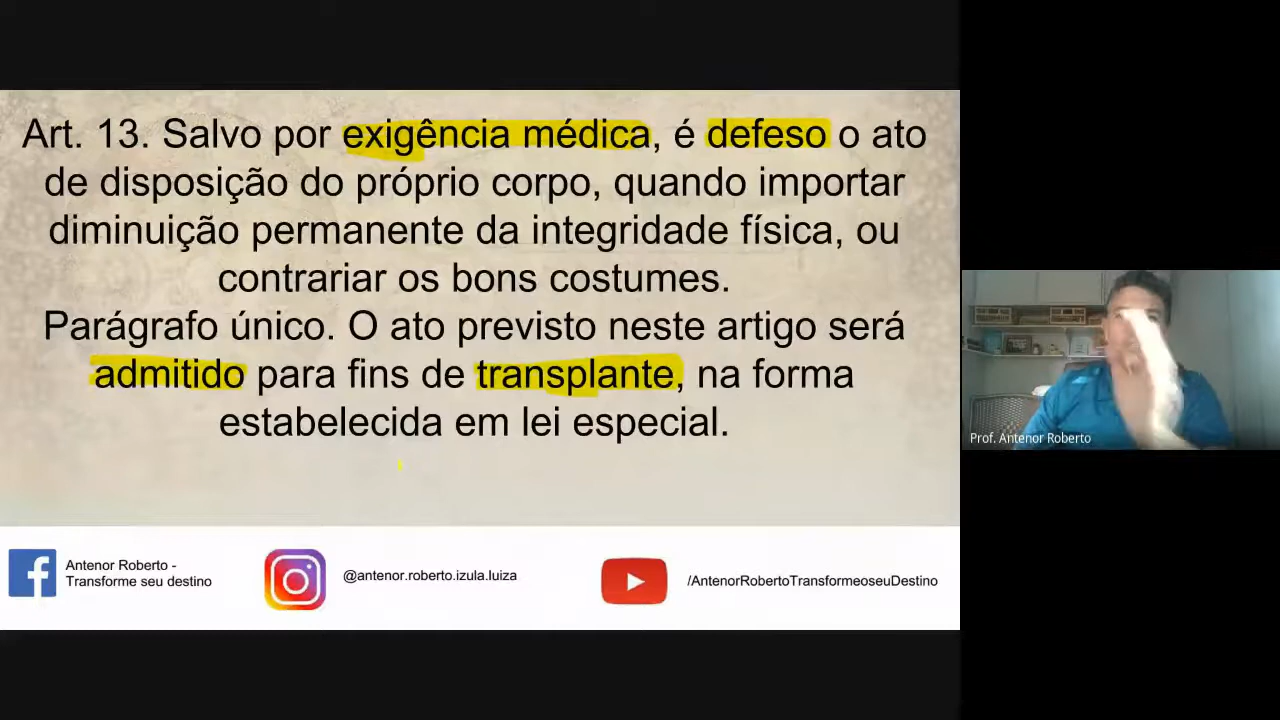 Art. 13. Salvo por exigência médica, é defeso o ato
de disposição do próprio corpo, quando importar
diminuição permanente da integridade física, ou
contrariar os bons costumes.
Parágrafo único. O ato previsto neste artigo será
admitido para fins de transplante, na forma
estabelecida em lei especial.
Prof. Antenor Roberto
Antenor Roberto -
Transforme seu destino
@antenor.roberto.izula.luiza
/AntenorRobertoTransformeoseuDestino